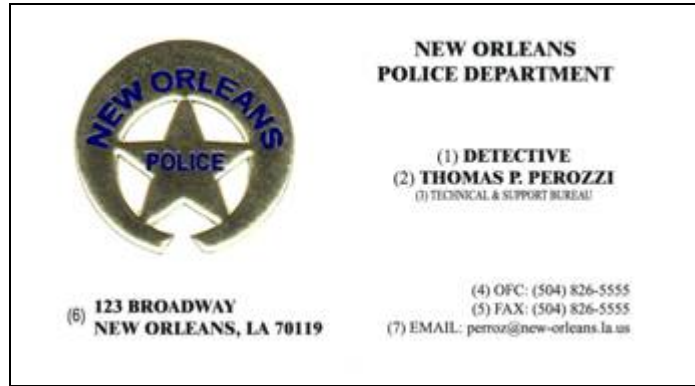 NEW ORLEANS
POLICE
NEW ORLEANS
POLICE DEPARTMENT
(1) DETECTIVE
(2) THOMAS P. PEROZZI
(3) TECHNICAL & SUPPORT BUREAU
(6) 123 BROADWAY
NEW ORLEANS, LA 70119
(4) OFC: (504) 826-5555
(5) FAX: (504) 826-5555
(7) EMAIL: perroz@new-orleans.la.us